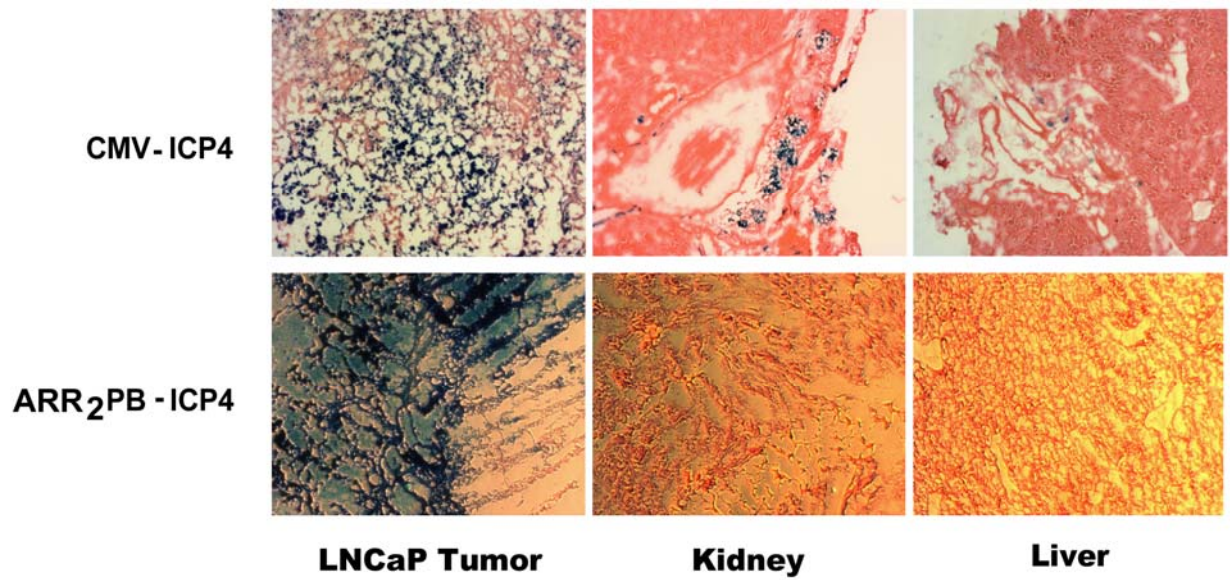 CMV-ICP4
ARR2PB-ICP4
LNCaP Tumor
Kidney
Liver